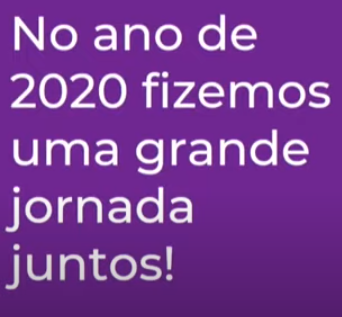 No ano de
2020 fizemos
uma grande
jornada
juntos!